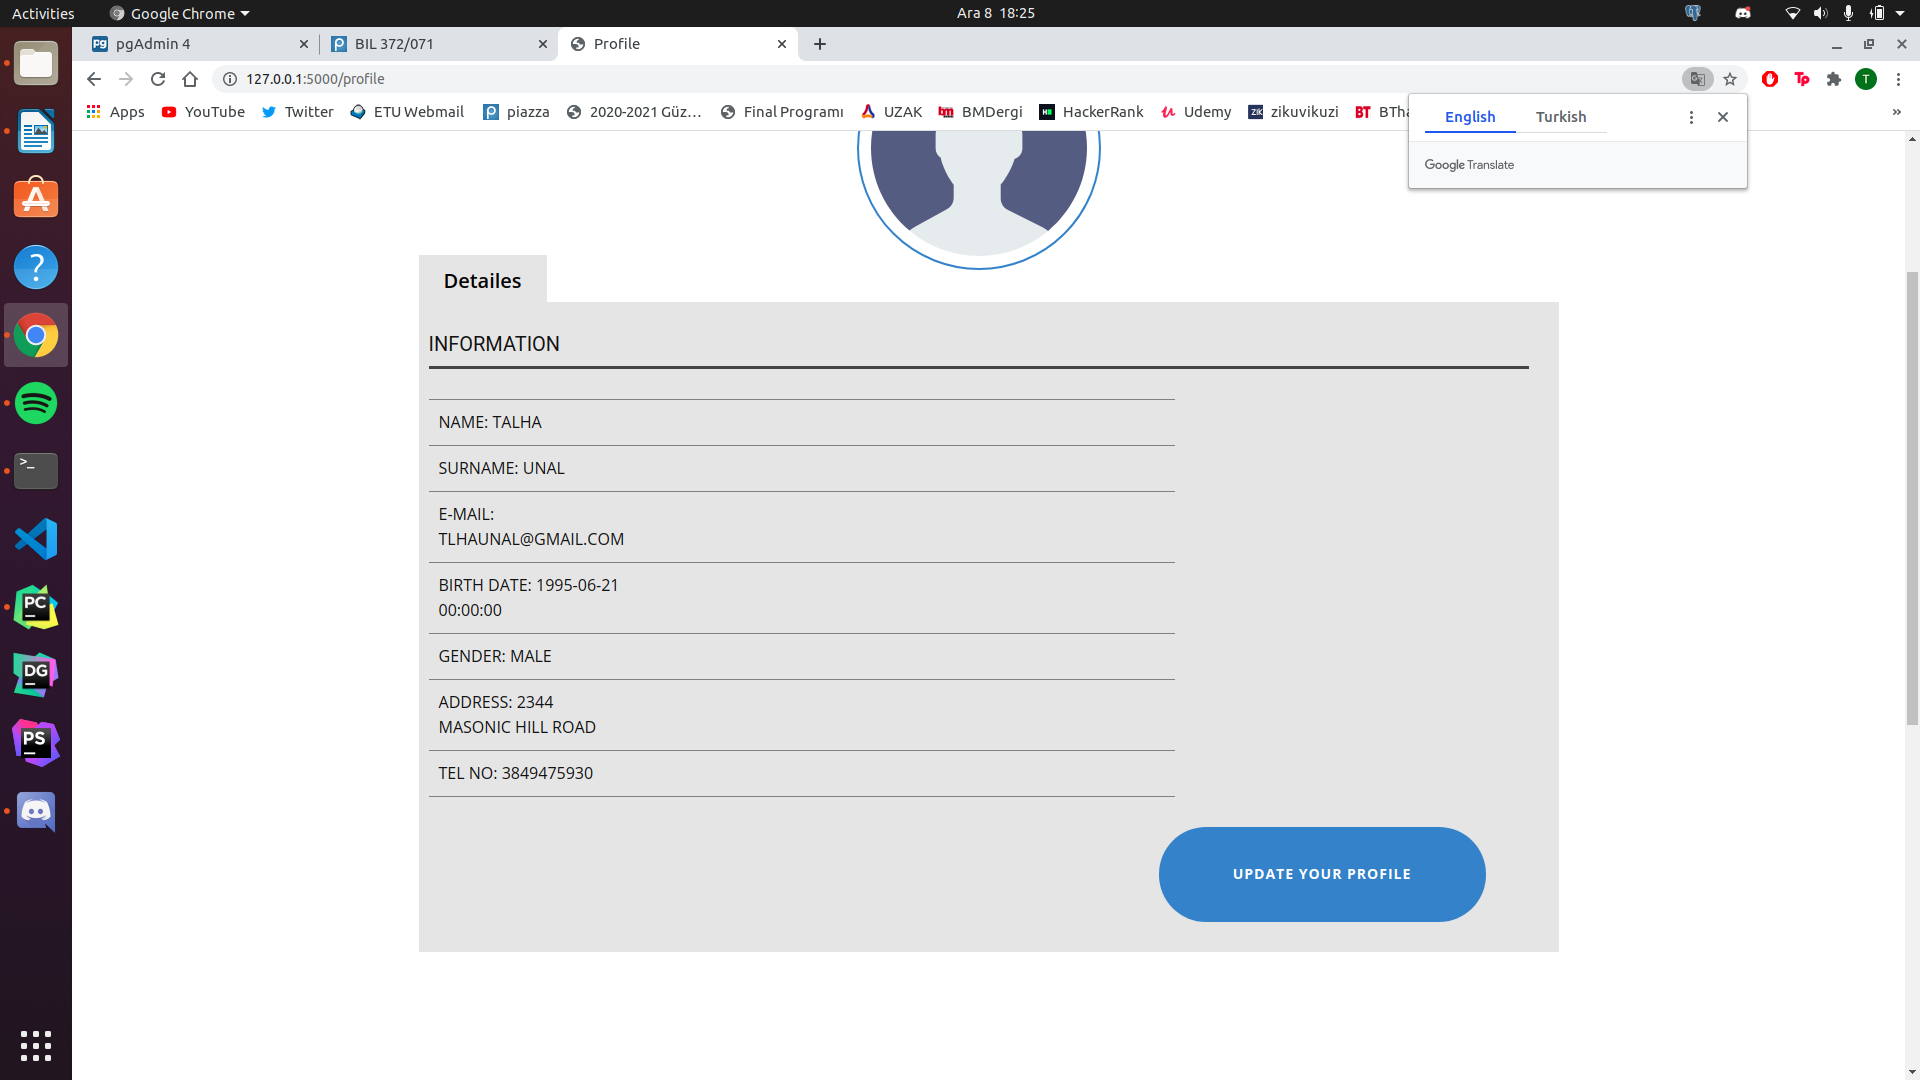 Activities Google Chrome Ara 8 18:25
pgAdmin 4 BIL 372/071 Profile
127.0.0.1:5000/profile T
Apps YouTube Twitter ETU Webmail piazza 2020-2021 Güz... Final Programı UZAK BMDergi HackerRank Udemy zikuvikuzi BTha »
English Turkish
Google Translate
Detailes
INFORMATION
NAME: TALHA
SURNAME: UNAL
E-MAIL:
TLHAUNAL@GMAIL.COM
BIRTH DATE: 1995-06-21
00:00:00
GENDER: MALE
ADDRESS: 2344
MASONIC HILL ROAD
TEL NO: 3849475930
UPDATE YOUR PROFILE
PC
DG
PS